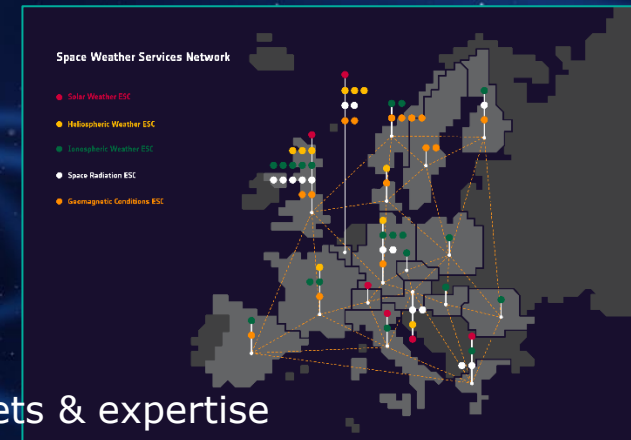 Space Weather Services Network
Solar Weather ESC
Heliospheric Weather ESC
Ionospheric Weather ESC
Space Radiation ESC
Geomagnetic Conditions ESC
& expertise